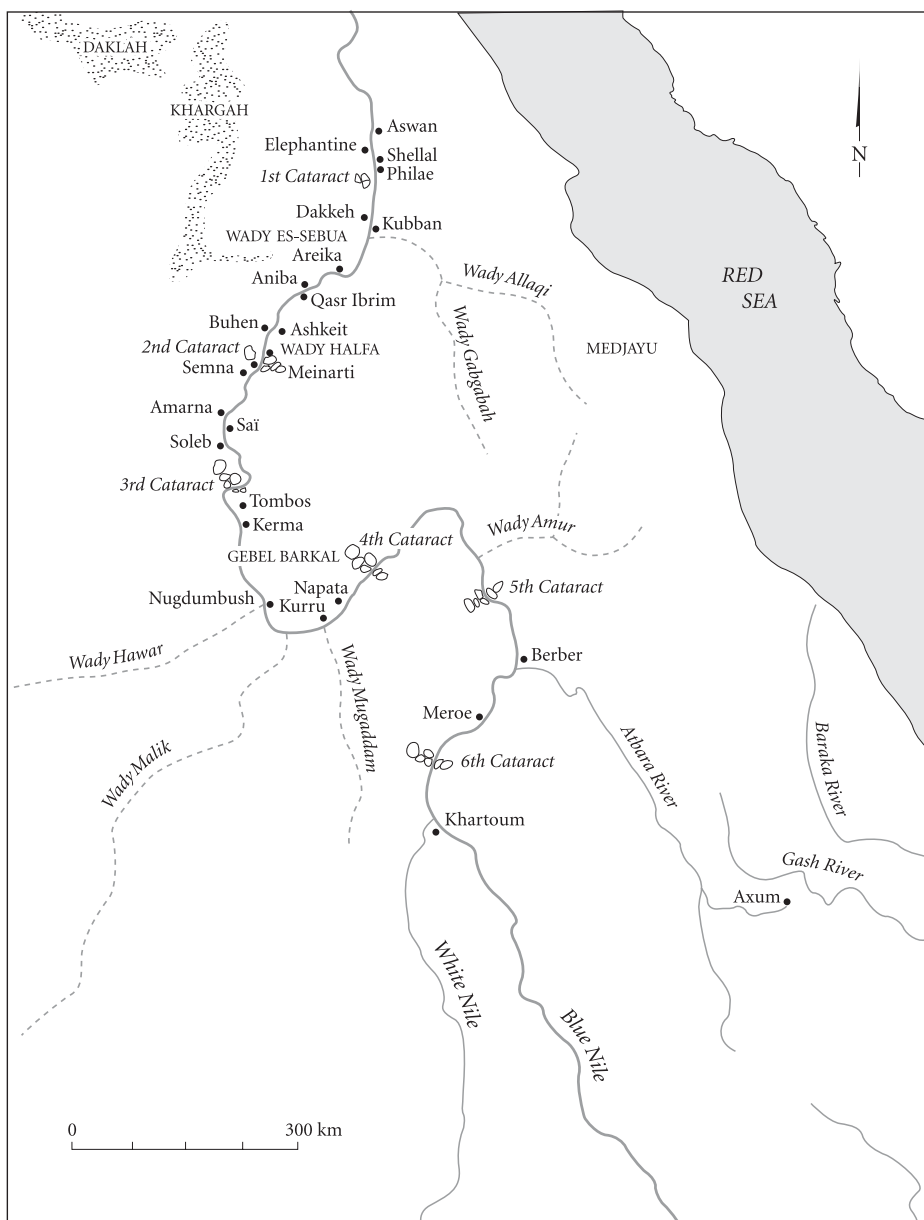 DAKLAH
KHARGAH
Aswan
Elephantine
Shellal
Philae
1st Cataract
N
Dakkeh
Kubban
WADY ES-SEBUA
Areika
Wady Allaqi
Aniba
Qasr Ibrim
RED
SEA
Buhen
Ashkeit
2nd Cataract
WADY HALFA
Semna
Meinarti
Wady Gabgabah
MEDJAYU
Amarna
Saï
Soleb
3rd Cataract
Tombos
Kerma
Wady Amur
4th Cataract
GEBEL BARKAL
5th Cataract
Napata
Nugdumbush
Kurru
Wady Hawar
Berber
Wady Mugaddam
Meroe
Wady Malik
6th Cataract
Atbara River
Baraka River
Khartoum
Gash River
Axum
White Nile
Blue Nile
0
300 km